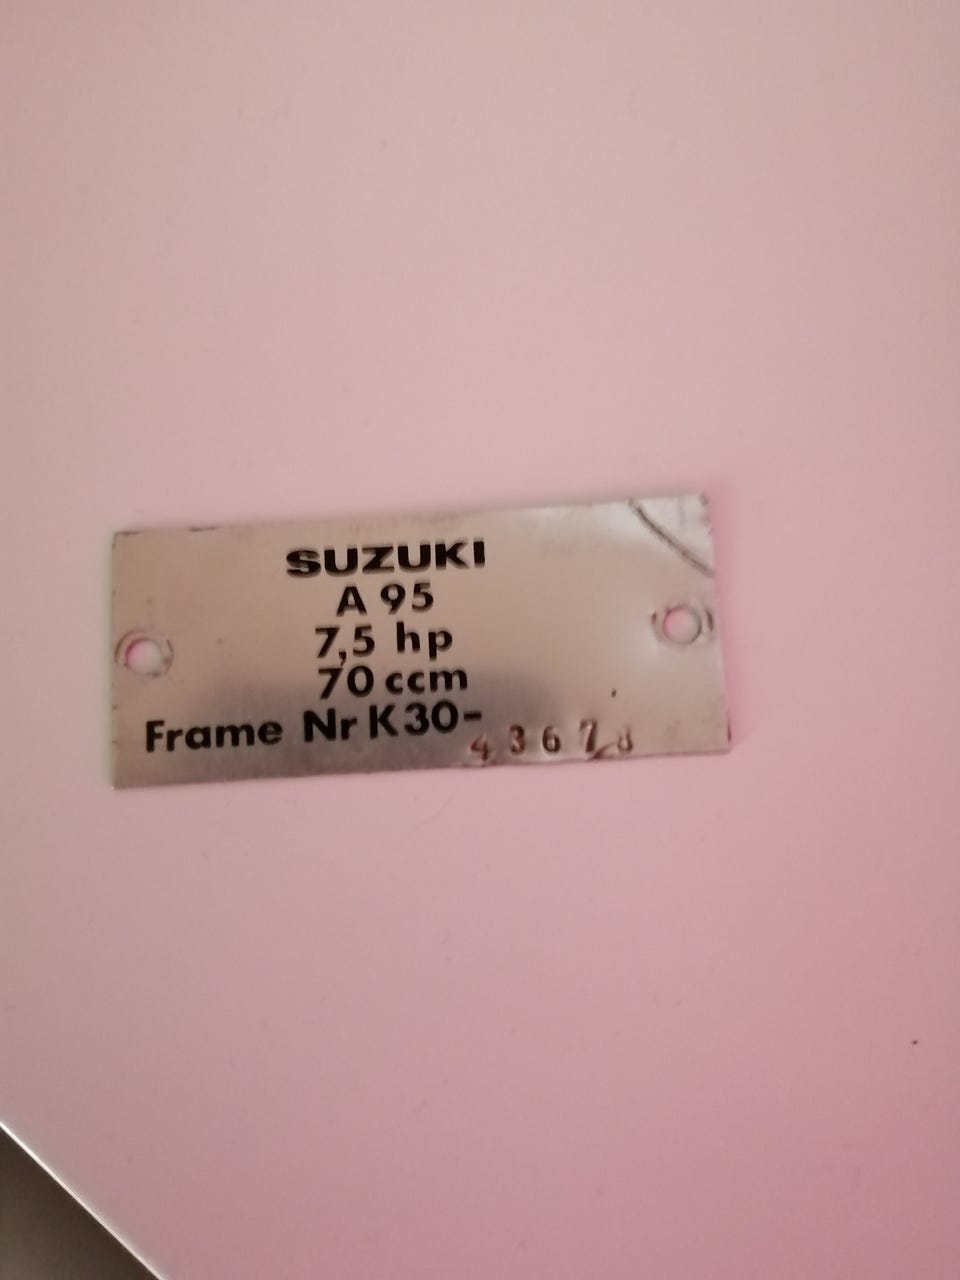 SUZUKI
A 95
7,5 hp
70 ccm
Frame Nr K30-43678